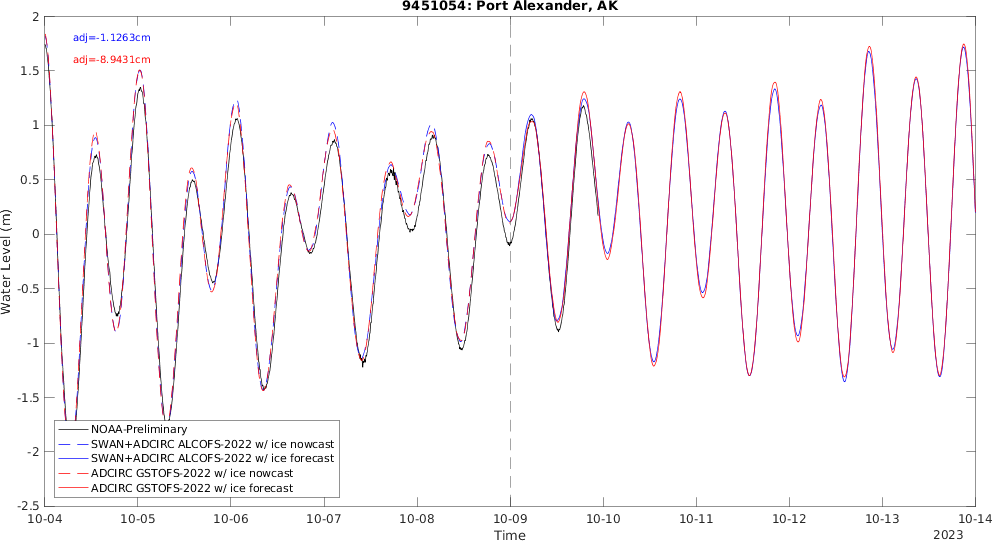 9451054: Port Alexander, AK
adj=-1.1263cm
adj=-8.9431cm
2
1.5
1
0.5
0
-0.5
-1
-1.5
-2
-2.5
Water Level (m)
NOAA-Preliminary
SWAN+ADCIRC ALCOFS-2022 w/ ice nowcast
SWAN+ADCIRC ALCOFS-2022 w/ ice forecast
ADCIRC GSTOFS-2022 w/ ice nowcast
ADCIRC GSTOFS-2022 w/ ice forecast
10-04 10-05 10-06 10-07 10-08 10-09 10-10 10-11 10-12 10-13 10-14
Time
2023